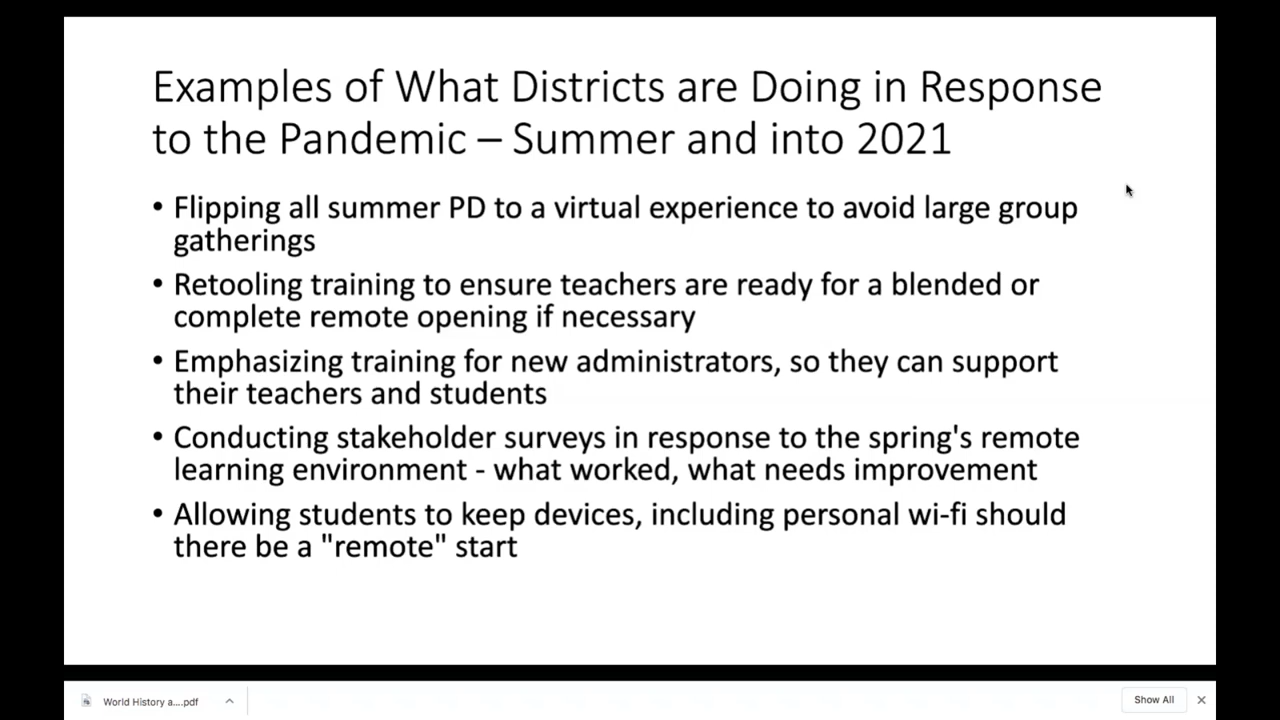 Examples of What Districts are Doing in Response
to the Pandemic – Summer and into 2021
• Flipping all summer PD to a virtual experience to avoid large group
gatherings
• Retooling training to ensure teachers are ready for a blended or
complete remote opening if necessary
• Emphasizing training for new administrators, so they can support
their teachers and students
• Conducting stakeholder surveys in response to the spring's remote
learning environment - what worked, what needs improvement
• Allowing students to keep devices, including personal wi-fi should
there be a "remote" start
World History a....pdf
Show All